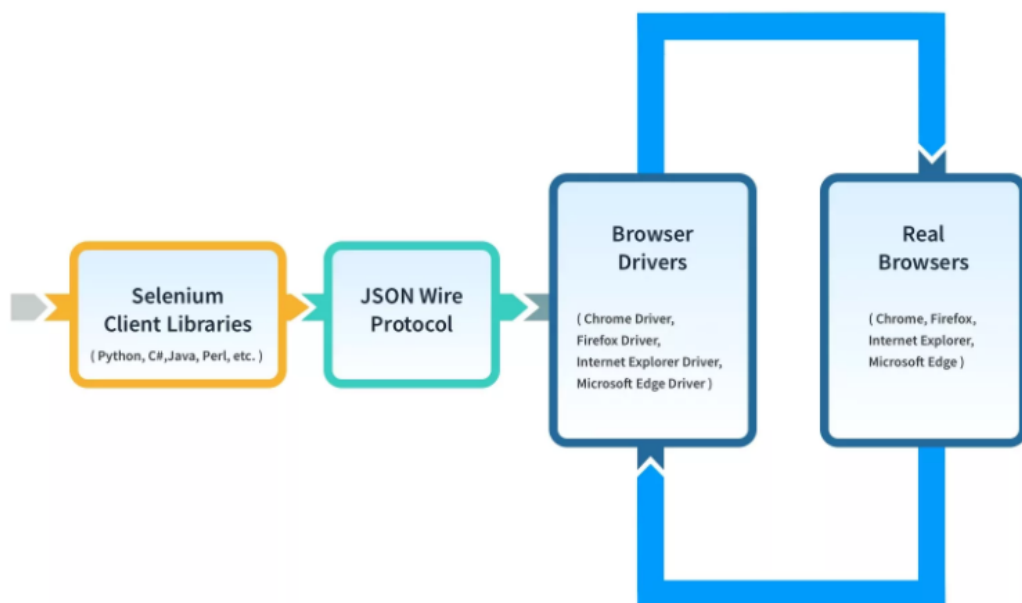 Selenium
Client Libraries
( Python, C#,Java, Perl, etc. )
JSON Wire
Protocol
Browser
Drivers
( Chrome Driver,
Firefox Driver,
Internet Explorer Driver,
Microsoft Edge Driver )
Real
Browsers
( Chrome, Firefox,
Internet Explorer,
Microsoft Edge )